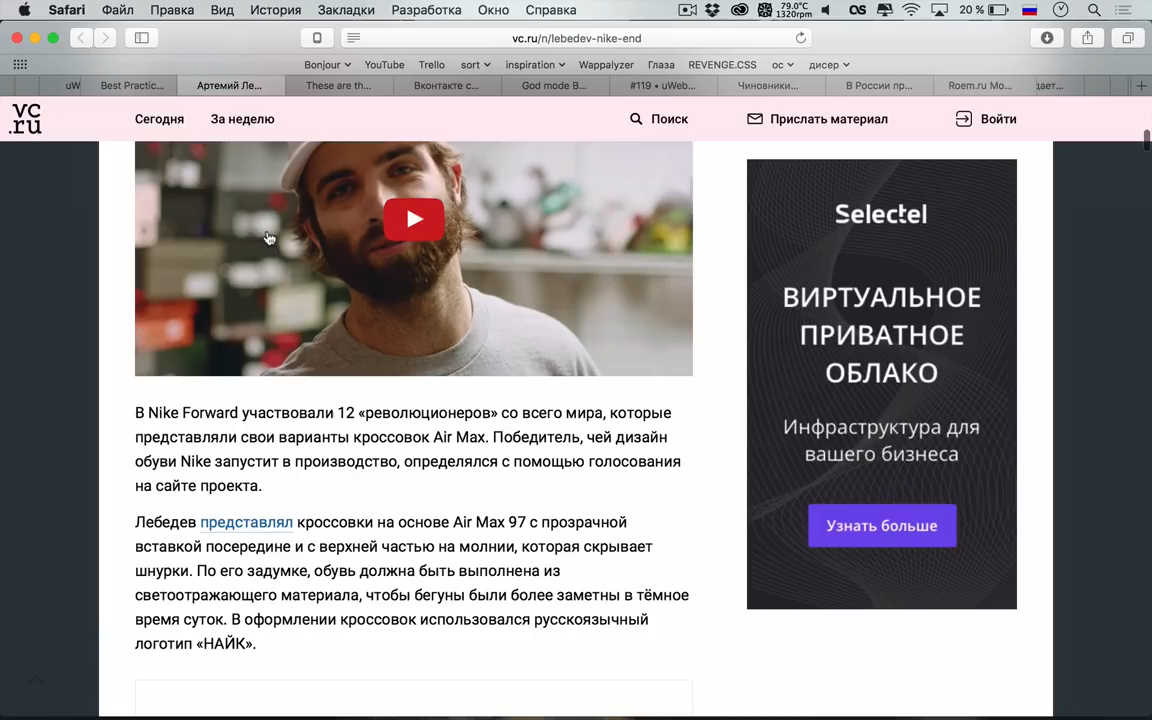 Safari Файл Правка Вид История Закладки Разработка Окно Справка 79.0°C 1320rpm 20 %
vc.ru/n/lebedev-nike-end
Bonjour YouTube Trello sort inspiration Wappalyzer Глаза REVENGE.CSS ос дисер
uW Best Practic... Артемий Ле... These are th... Вконтакте с... God mode В... #119 • uWeb... Чиновники... В России пр... Roem.ru Mo... дает...
vc.ru Сегодня За неделю Поиск Прислать материал Войти
В Nike Forward участвовали 12 «революционеров» со всего мира, которые
представляли свои варианты кроссовок Air Max. Победитель, чей дизайн
обуви Nike запустит в производство, определялся с помощью голосования
на сайте проекта.
Лебедев представлял кроссовки на основе Air Max 97 с прозрачной
вставкой посередине и с верхней частью на молнии, которая скрывает
шнурки. По его задумке, обувь должна быть выполнена из
светоотражающего материала, чтобы бегуны были более заметны в тёмное
время суток. В оформлении кроссовок использовался русскоязычный
логотип «НАЙК».
Selectel
ВИРТУАЛЬНОЕ
ПРИВАТНОЕ
ОБЛАКО
Инфраструктура для
вашего бизнеса
Узнать больше